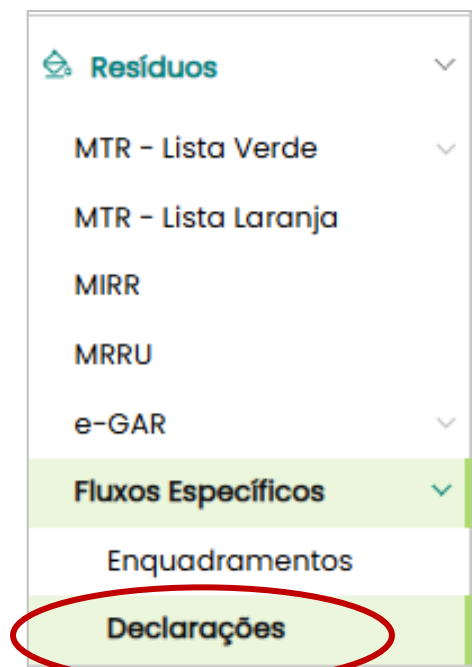 Resíduos
MTR - Lista Verde
MTR - Lista Laranja
MIRR
MRRU
e-GAR
Fluxos Específicos
Enquadramentos
Declarações